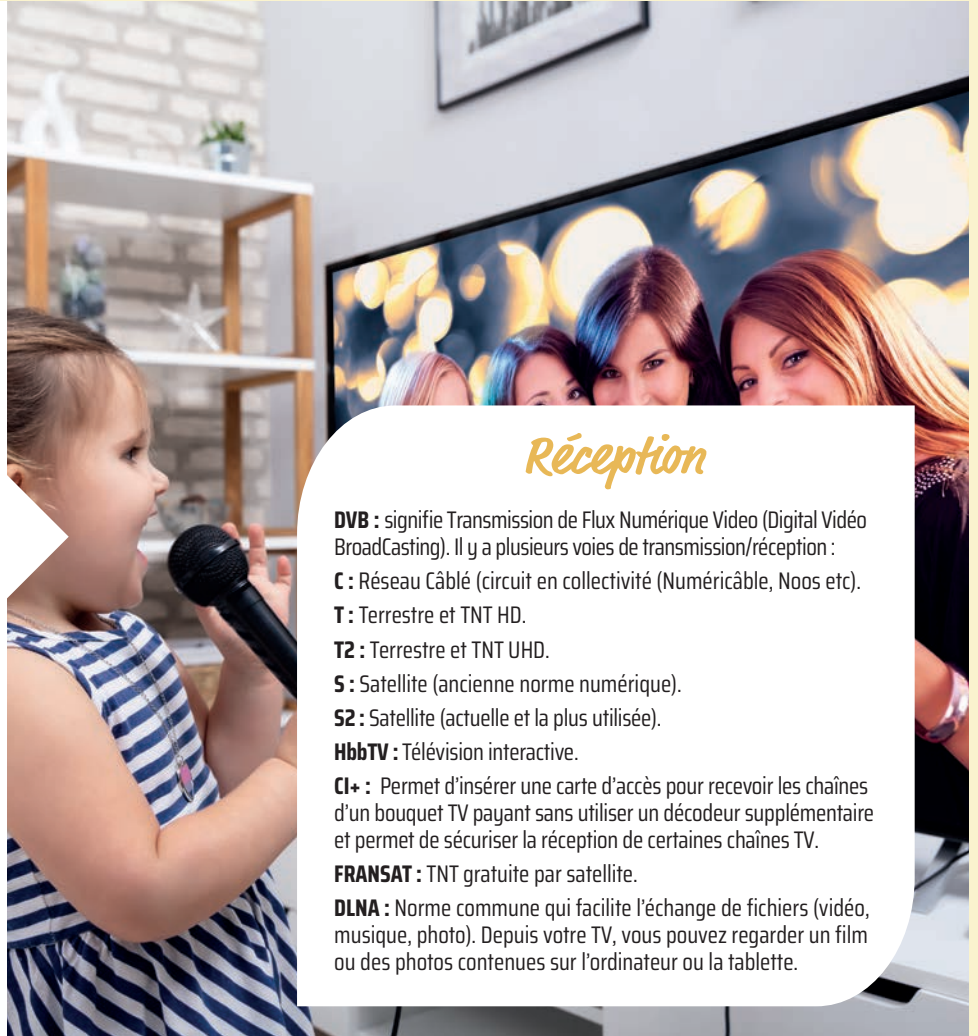 Réception
DVB : signifie Transmission de Flux Numérique Video (Digital Vidéo
BroadCasting). Il y a plusieurs voies de transmission/réception :
C : Réseau Câblé (circuit en collectivité (Numéricâble, Noos etc).
T : Terrestre et TNT HD.
T2 : Terrestre et TNT UHD.
S : Satellite (ancienne norme numérique).
S2 : Satellite (actuelle et la plus utilisée).
HbbTV : Télévision interactive.
CI+ : Permet d'insérer une carte d'accès pour recevoir les chaînes
d'un bouquet TV payant sans utiliser un décodeur supplémentaire
et permet de sécuriser la réception de certaines chaînes TV.
FRANSAT : TNT gratuite par satellite.
DLNA : Norme commune qui facilite l'échange de fichiers (vidéo,
musique, photo). Depuis votre TV, vous pouvez regarder un film
ou des photos contenues sur l'ordinateur ou la tablette.